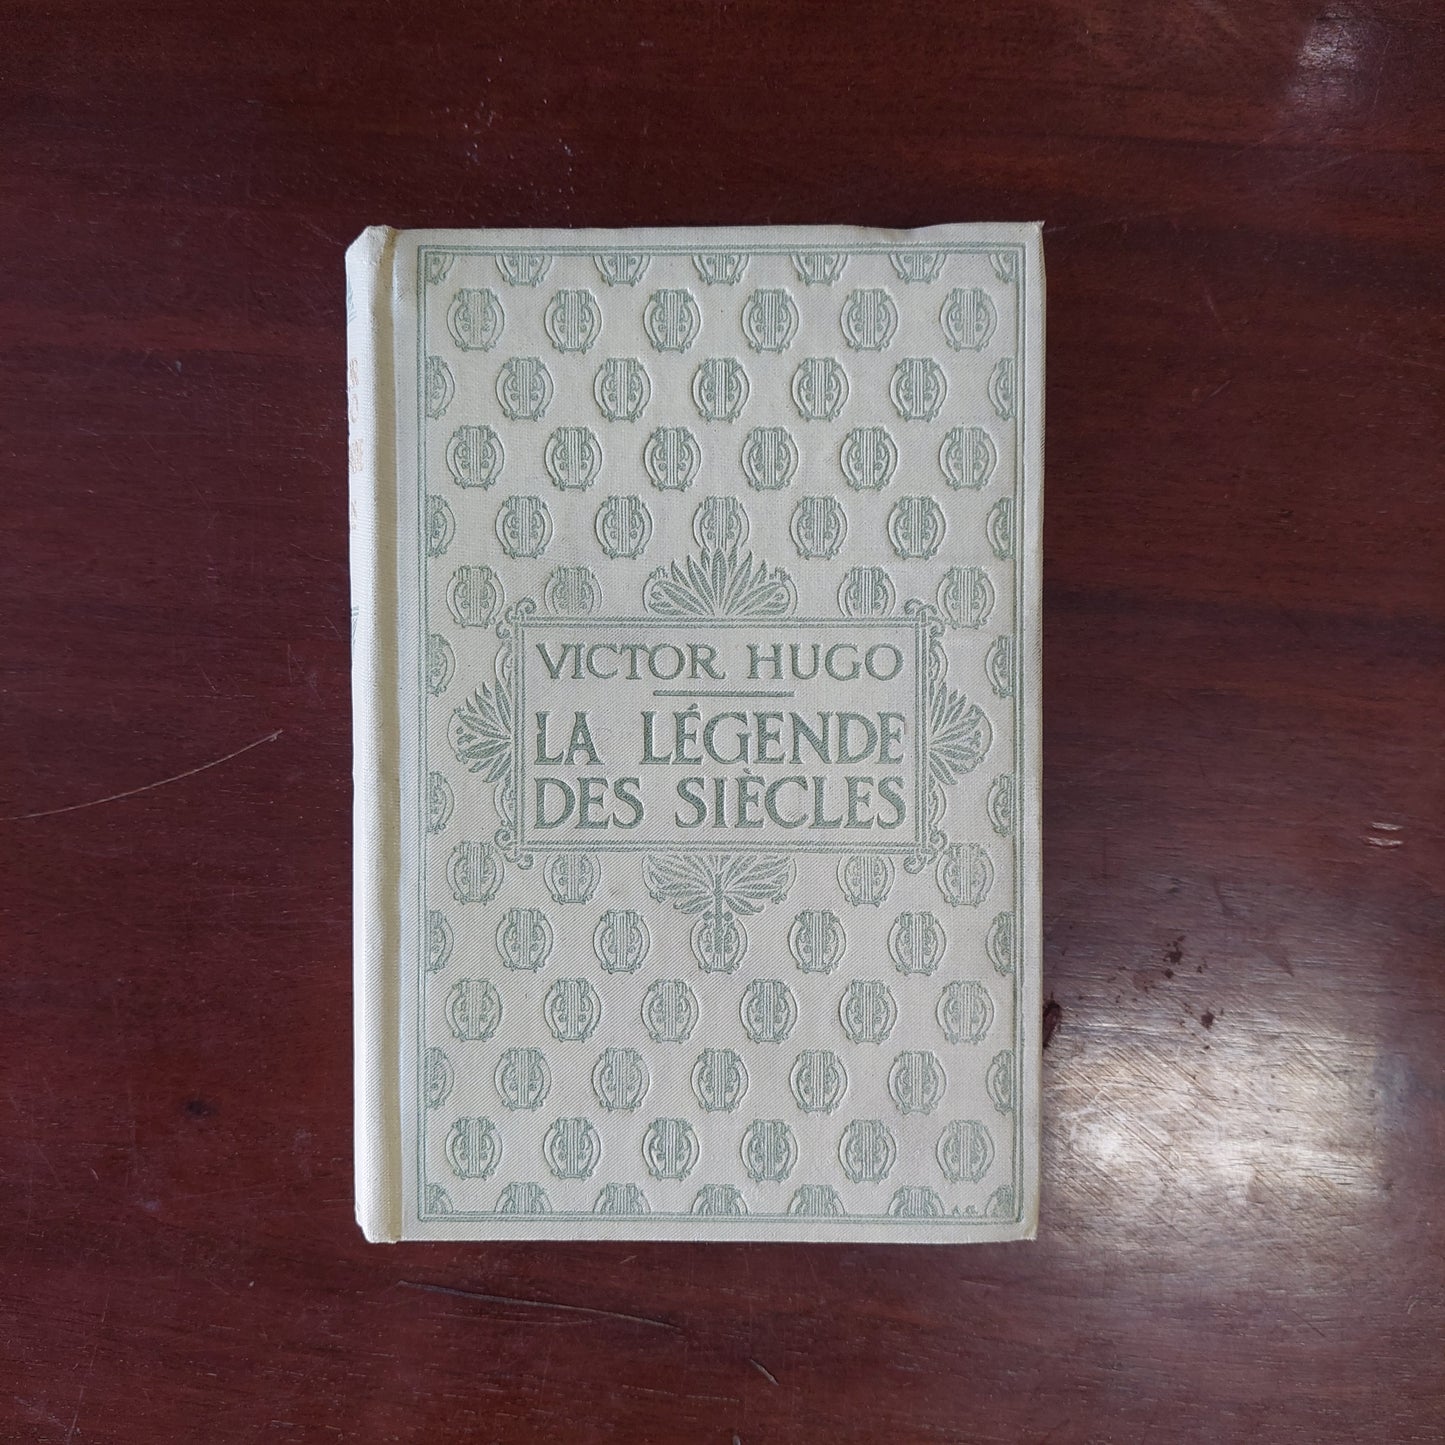 VICTOR HUGO
LA LÉGENDE
DES SIÈCLES